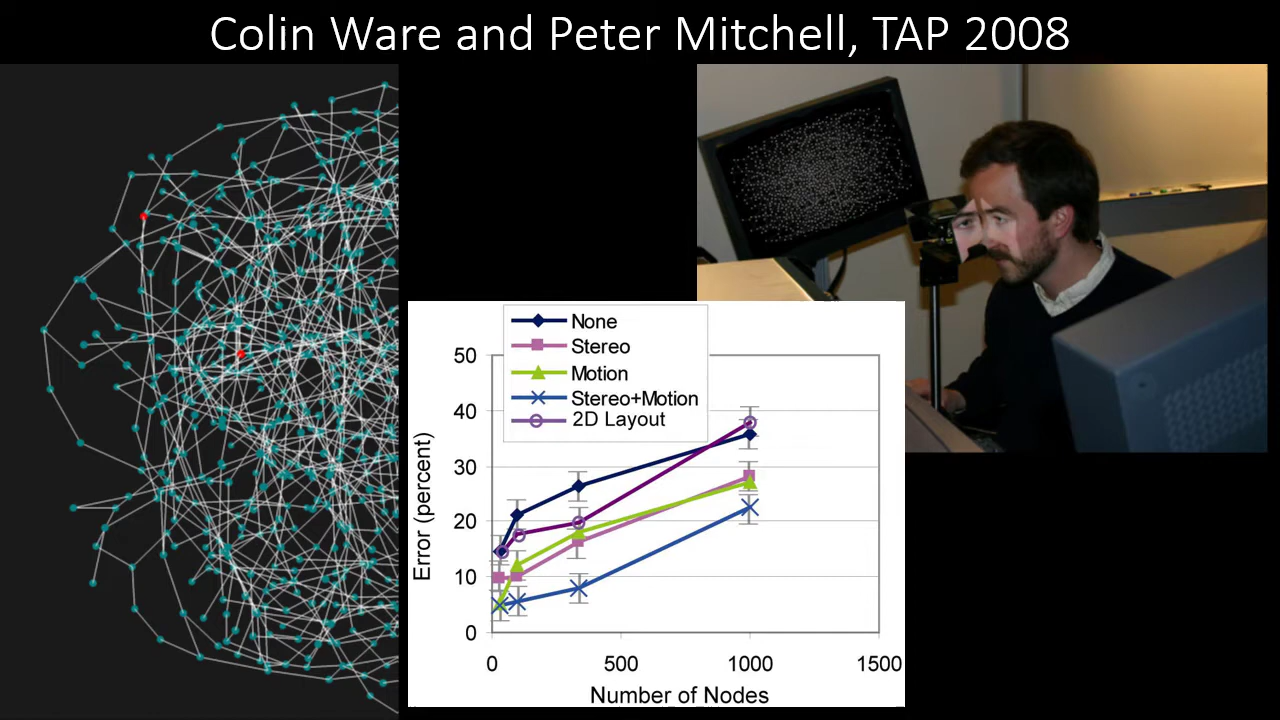 Colin Ware and Peter Mitchell, TAP 2008
None
Stereo
Motion
Stereo+Motion
2D Layout
50
40
30
20
10
0
Error (percent)
0 500 1000 1500
Number of Nodes